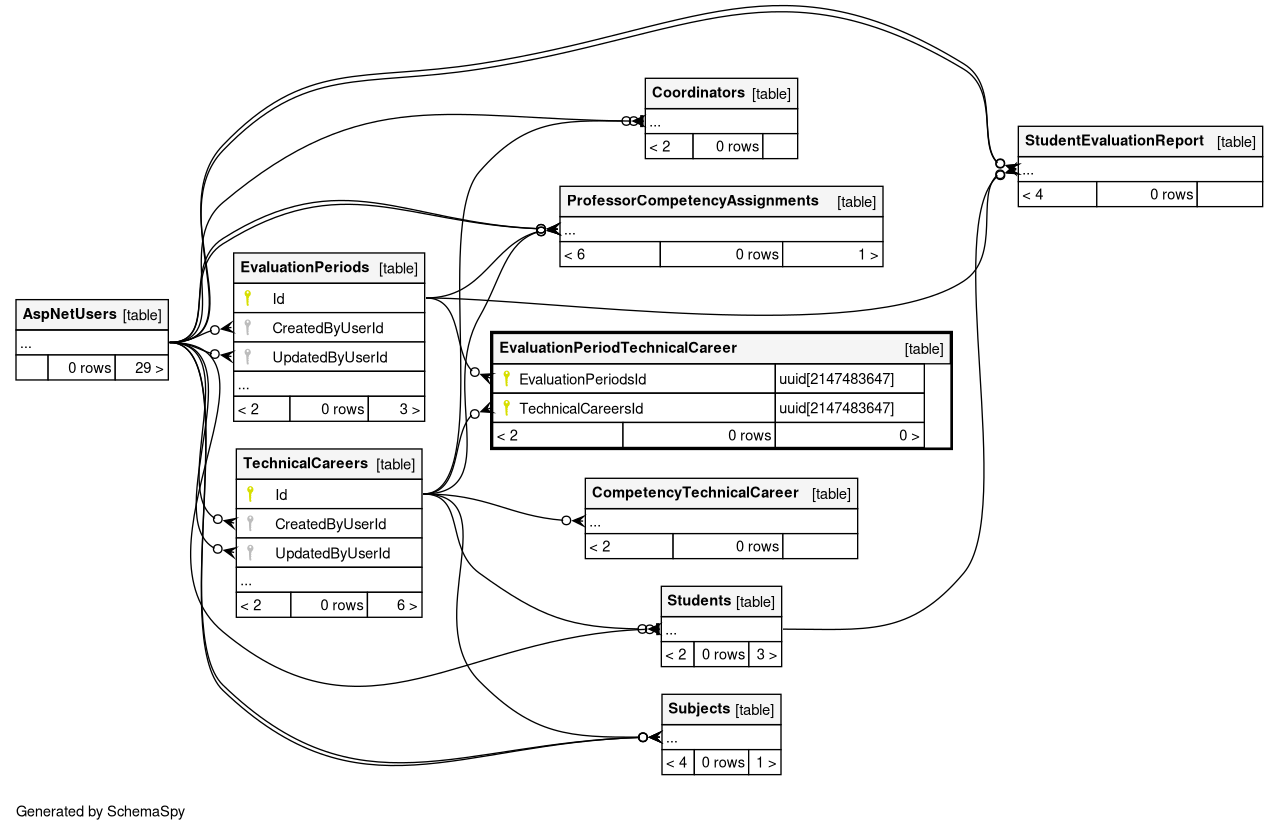 Coordinators [table]
...
< 2 0 rows
StudentEvaluationReport [table]
...
< 4 0 rows
ProfessorCompetencyAssignments [table]
...
< 6 0 rows 1 >
EvaluationPeriods [table]
Id
CreatedByUserId
UpdatedByUserId
...
< 2 0 rows 3 >
AspNetUsers [table]
...
0 rows 29 >
EvaluationPeriodTechnicalCareer [table]
EvaluationPeriodsId uuid[2147483647]
TechnicalCareersId uuid[2147483647]
< 2 0 rows 0 >
TechnicalCareers [table]
Id
CreatedByUserId
UpdatedByUserId
...
< 2 0 rows 6 >
CompetencyTechnicalCareer [table]
...
< 2 0 rows
Students [table]
...
< 2 0 rows 3 >
Subjects [table]
...
< 4 0 rows 1 >
Generated by SchemaSpy